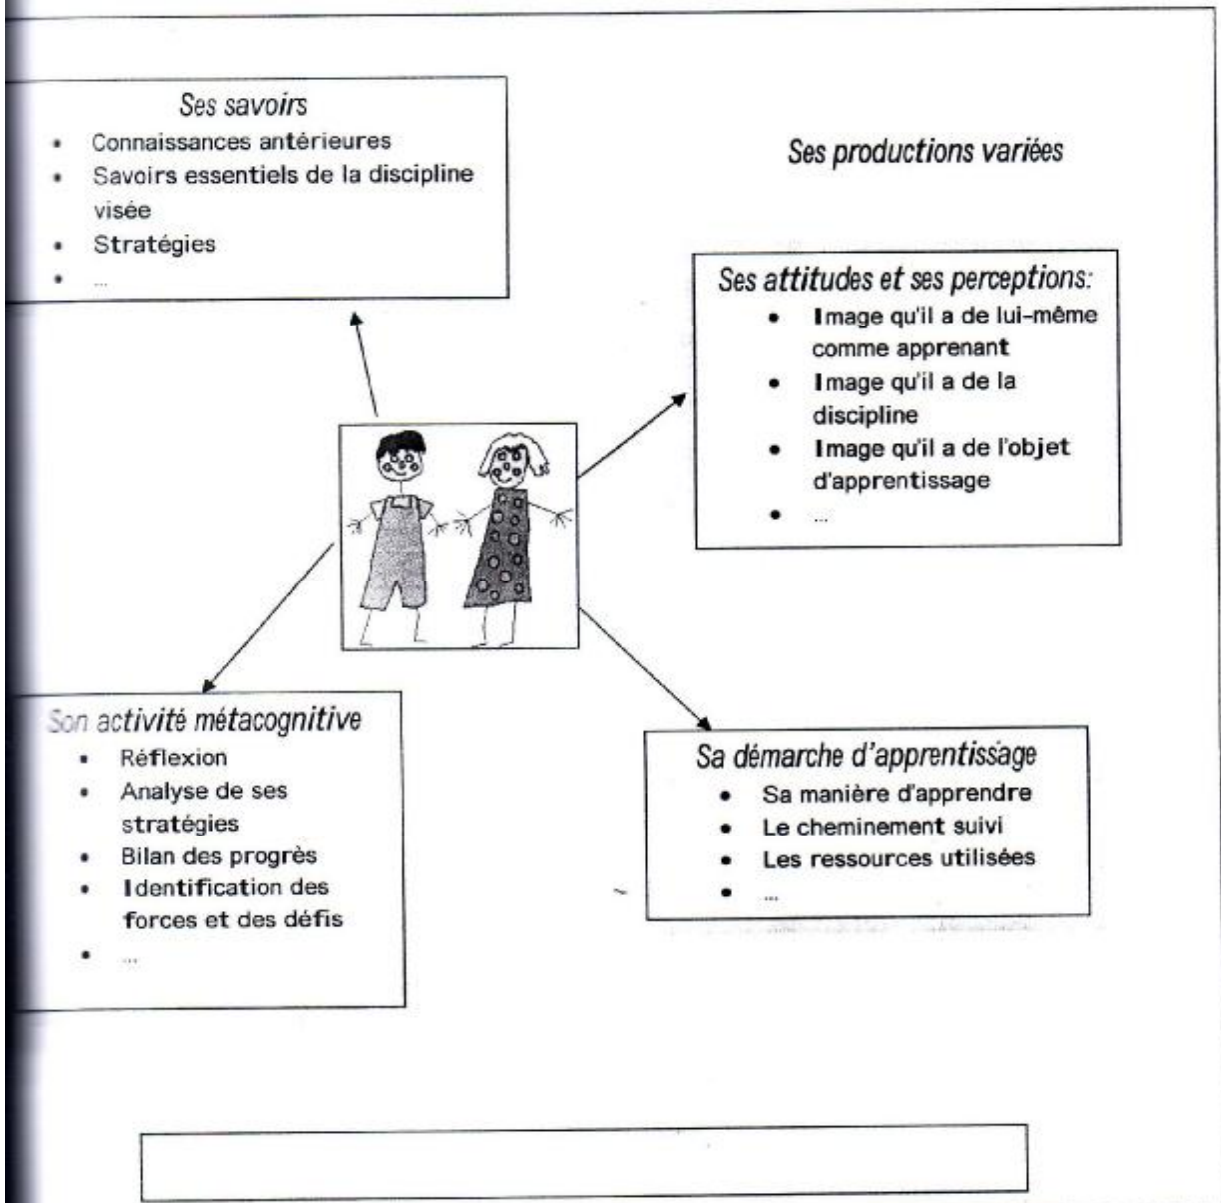 Ses savoirs
• Connaissances antérieures
• Savoirs essentiels de la discipline
visée
• Stratégies
• ...
Ses productions variées
Ses attitudes et ses perceptions:
• Image qu'il a de lui-même
comme apprenant
• Image qu'il a de la
discipline
• Image qu'il a de l'objet
d'apprentissage
• ...
Son activité métacognitive
• Réflexion
• Analyse de ses
stratégies
• Bilan des progrès
• Identification des
forces et des défis
• ...
Sa démarche d'apprentissage
• Sa manière d'apprendre
• Le cheminement suivi
• Les ressources utilisées
• ...